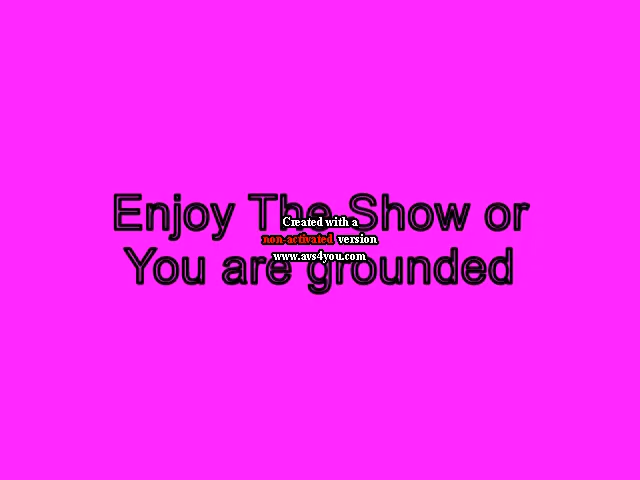 Enjoy The Show or
You are grounded
Created with a
non-activated version
www.avs4you.com